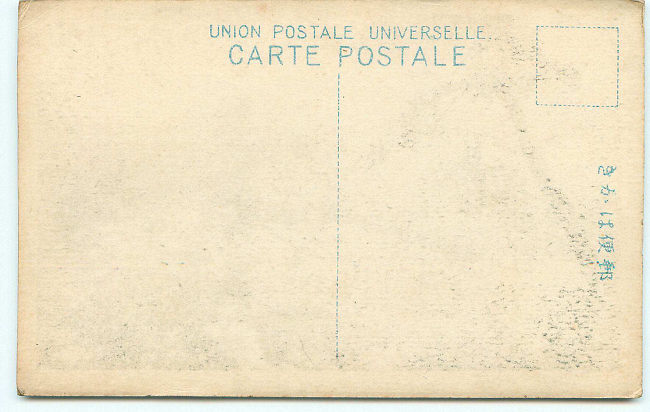 UNION POSTALE UNIVERSELLE.
CARTE POSTALE
郵便はかき